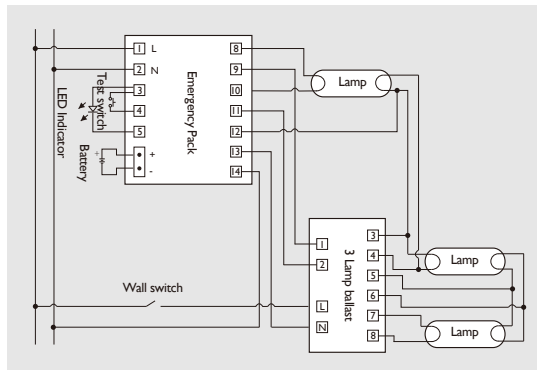 1 L
2 N
3
4
5
+
-
8
9
10
11
12
13
14
Emergency Pack
Test switch
LED Indicator
+
Battery
Lamp
1
2
L
N
3 Lamp ballast
3
4
5
6
7
8
Lamp
Lamp
Wall switch